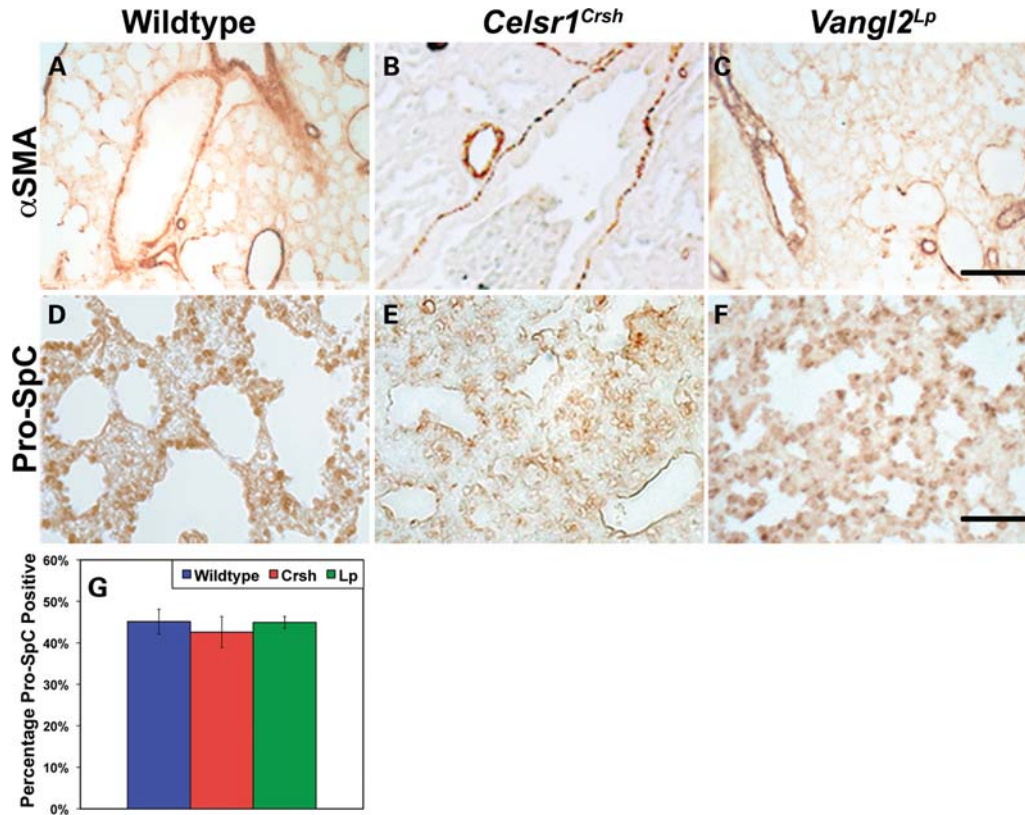 Wildtype Celsr1Crsh Vangl2Lp
αSMA
A B C
Pro-SpC
D E F
G
Wildtype Crsh Lp
Percentage Pro-SpC Positive
60%
50%
40%
30%
20%
10%
0%